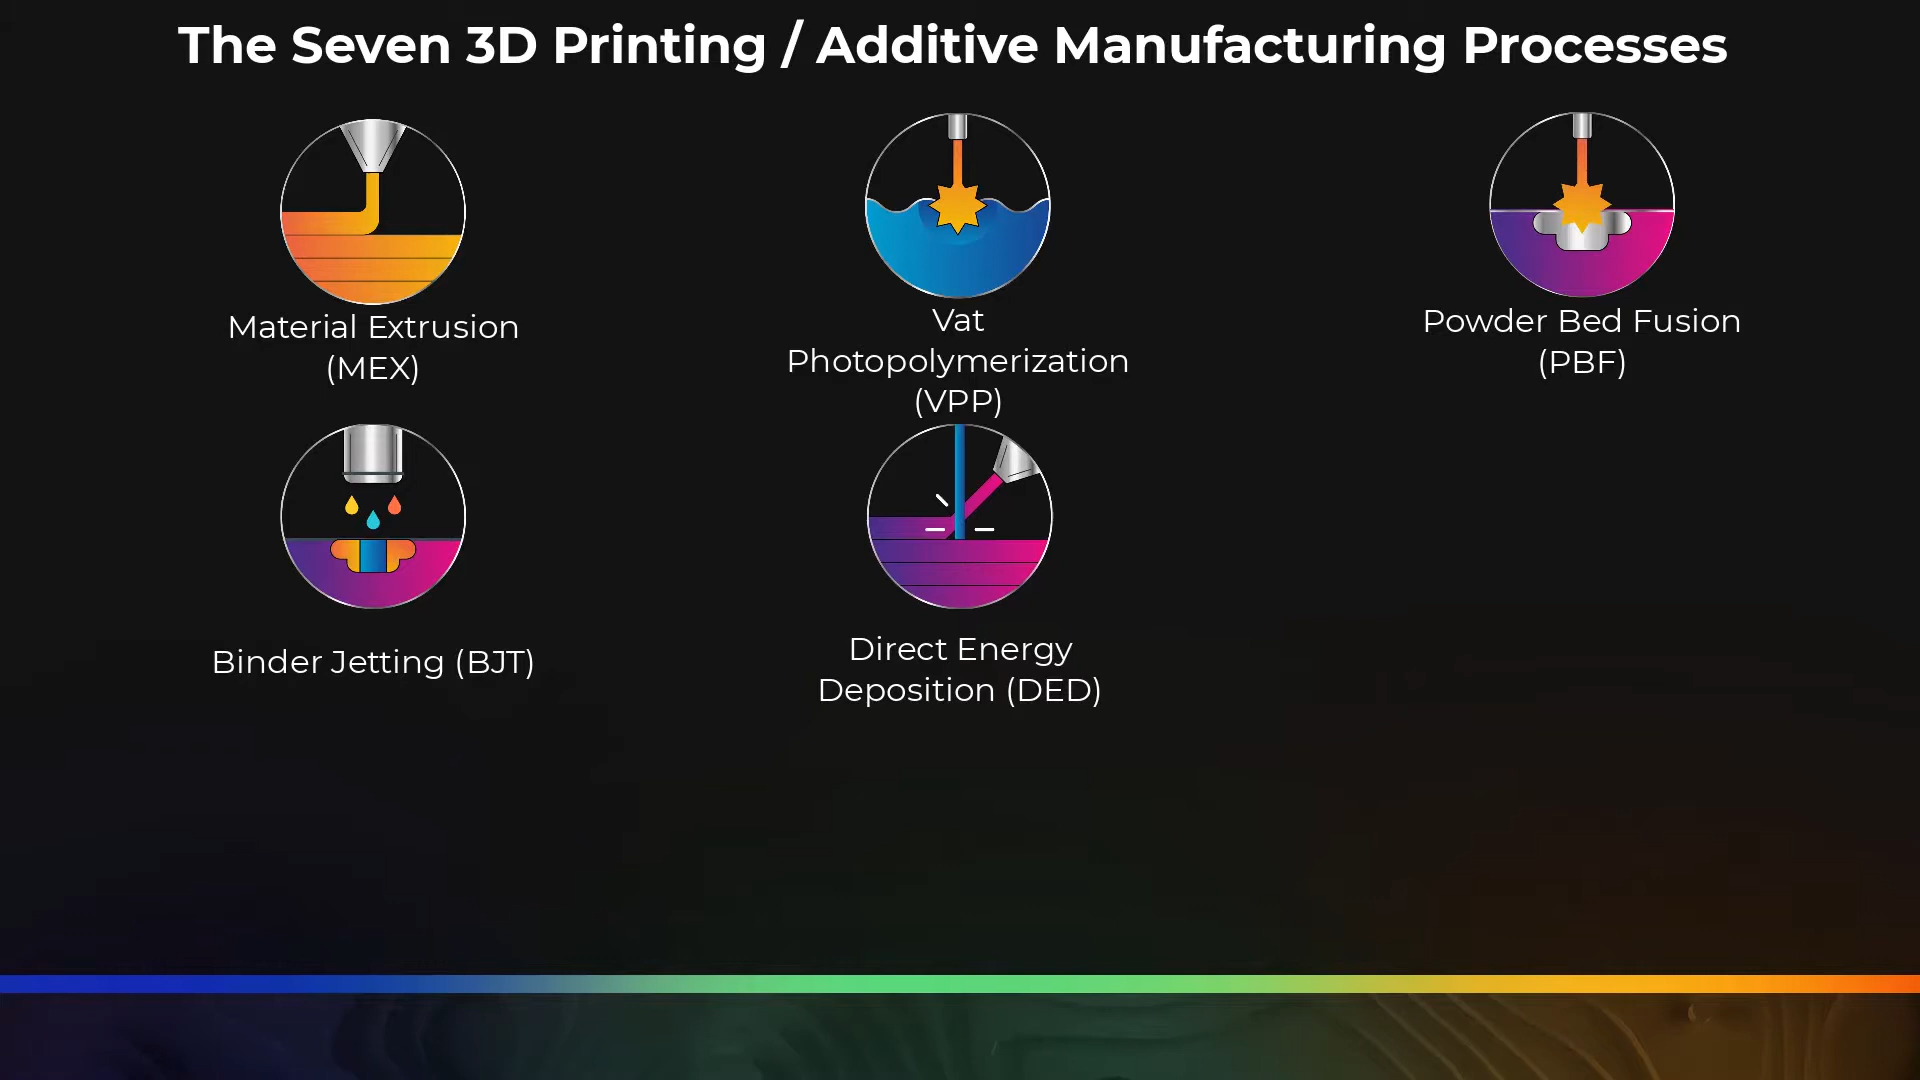 The Seven 3D Printing / Additive Manufacturing Processes
Material Extrusion
(MEX)
Vat
Photopolymerization
(VPP)
Powder Bed Fusion
(PBF)
Binder Jetting (BJT)
Direct Energy
Deposition (DED)